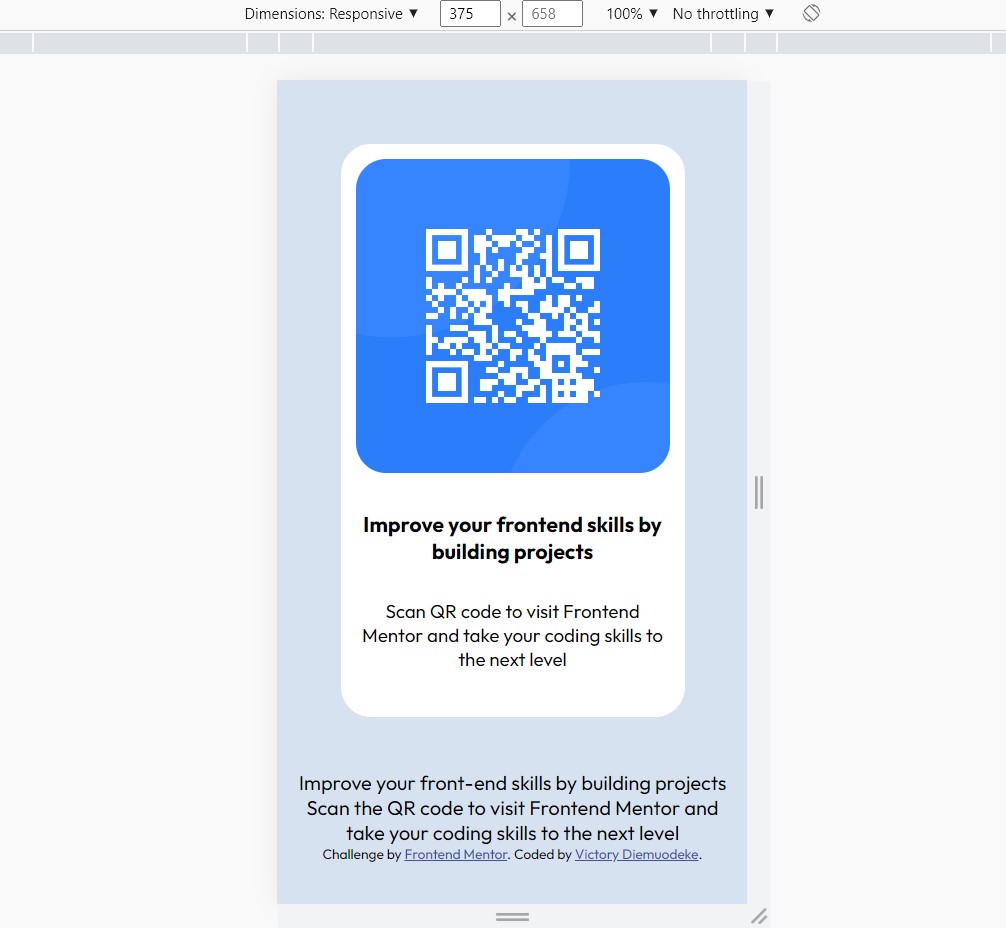 Dimensions: Responsive ▼ 375 × 658 100% ▼ No throttling ▼
Improve your frontend skills by
building projects
Scan QR code to visit Frontend
Mentor and take your coding skills to
the next level
Improve your front-end skills by building projects
Scan the QR code to visit Frontend Mentor and
take your coding skills to the next level
Challenge by Frontend Mentor. Coded by Victory Diemuodeke.